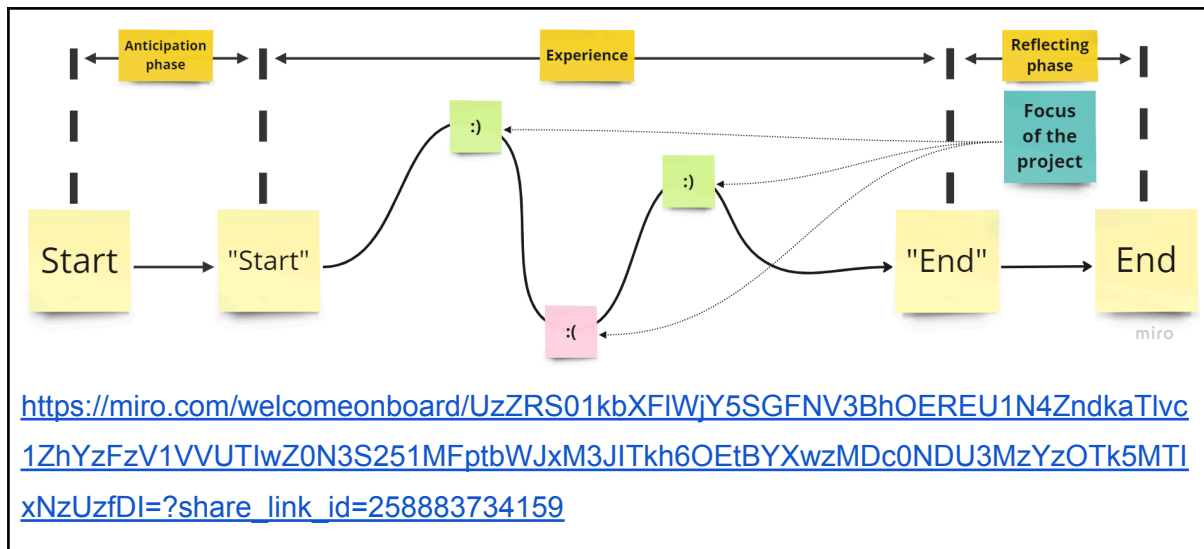 Anticipation
phase
Experience
Reflecting
phase
:)
Focus
of the
project
:)
Start
"Start"
"End"
End
:(
miro
https://miro.com/welcomeonboard/UzZRS01kbXFlWjY5SGFNV3BhOEREU1N4ZndkaTlvc
1ZhYzFzV1VVUTIwZ0N3S251MFptbWJxM3JITkh6OEtBYXwzMDc0NDU3MzYzOTk5MTI
xNzUzfDI=?share_link_id=258883734159